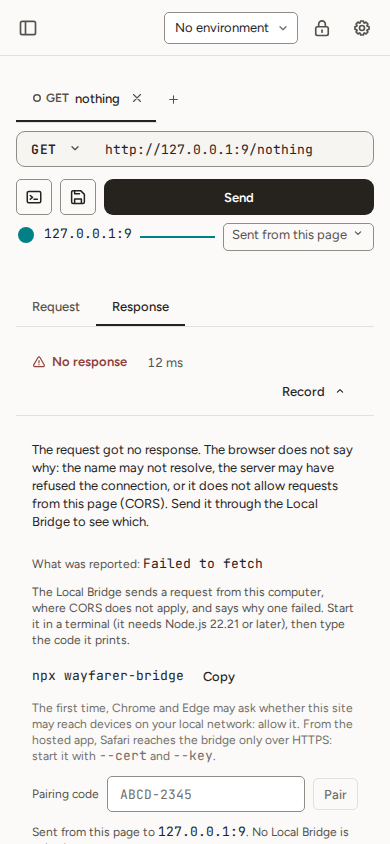 No environment
GET nothing
GET http://127.0.0.1:9/nothing
Send
127.0.0.1:9 Sent from this page
Request Response
No response 12 ms
Record
The request got no response. The browser does not say
why: the name may not resolve, the server may have
refused the connection, or it does not allow requests
from this page (CORS). Send it through the Local
Bridge to see which.
What was reported: Failed to fetch
The Local Bridge sends a request from this computer,
where CORS does not apply, and says why one failed. Start
it in a terminal (it needs Node.js 22.21 or later), then type
the code it prints.
npx wayfarer-bridge Copy
The first time, Chrome and Edge may ask whether this site
may reach devices on your local network: allow it. From the
hosted app, Safari reaches the bridge only over HTTPS:
start it with --cert and --key.
Pairing code ABCD-2345 Pair
Sent from this page to 127.0.0.1:9. No Local Bridge is